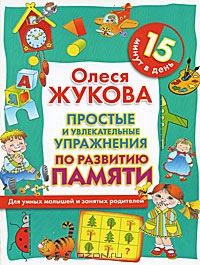 15
минут в день
Олеся
ЖУКОВА
ПРОСТЫЕ
И УВЛЕКАТЕЛЬНЫЕ
УПРАЖНЕНИЯ
ПО РАЗВИТИЮ
ПАМЯТИ
Для умных малышей и занятых родителей
?